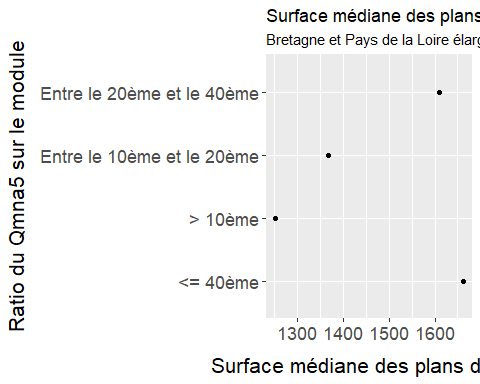 Surface médiane des plans
Bretagne et Pays de la Loire élarg
Ratio du Qmna5 sur le module
Entre le 20ème et le 40ème
Entre le 10ème et le 20ème
> 10ème
<= 40ème
1300 1400 1500 1600
Surface médiane des plans d